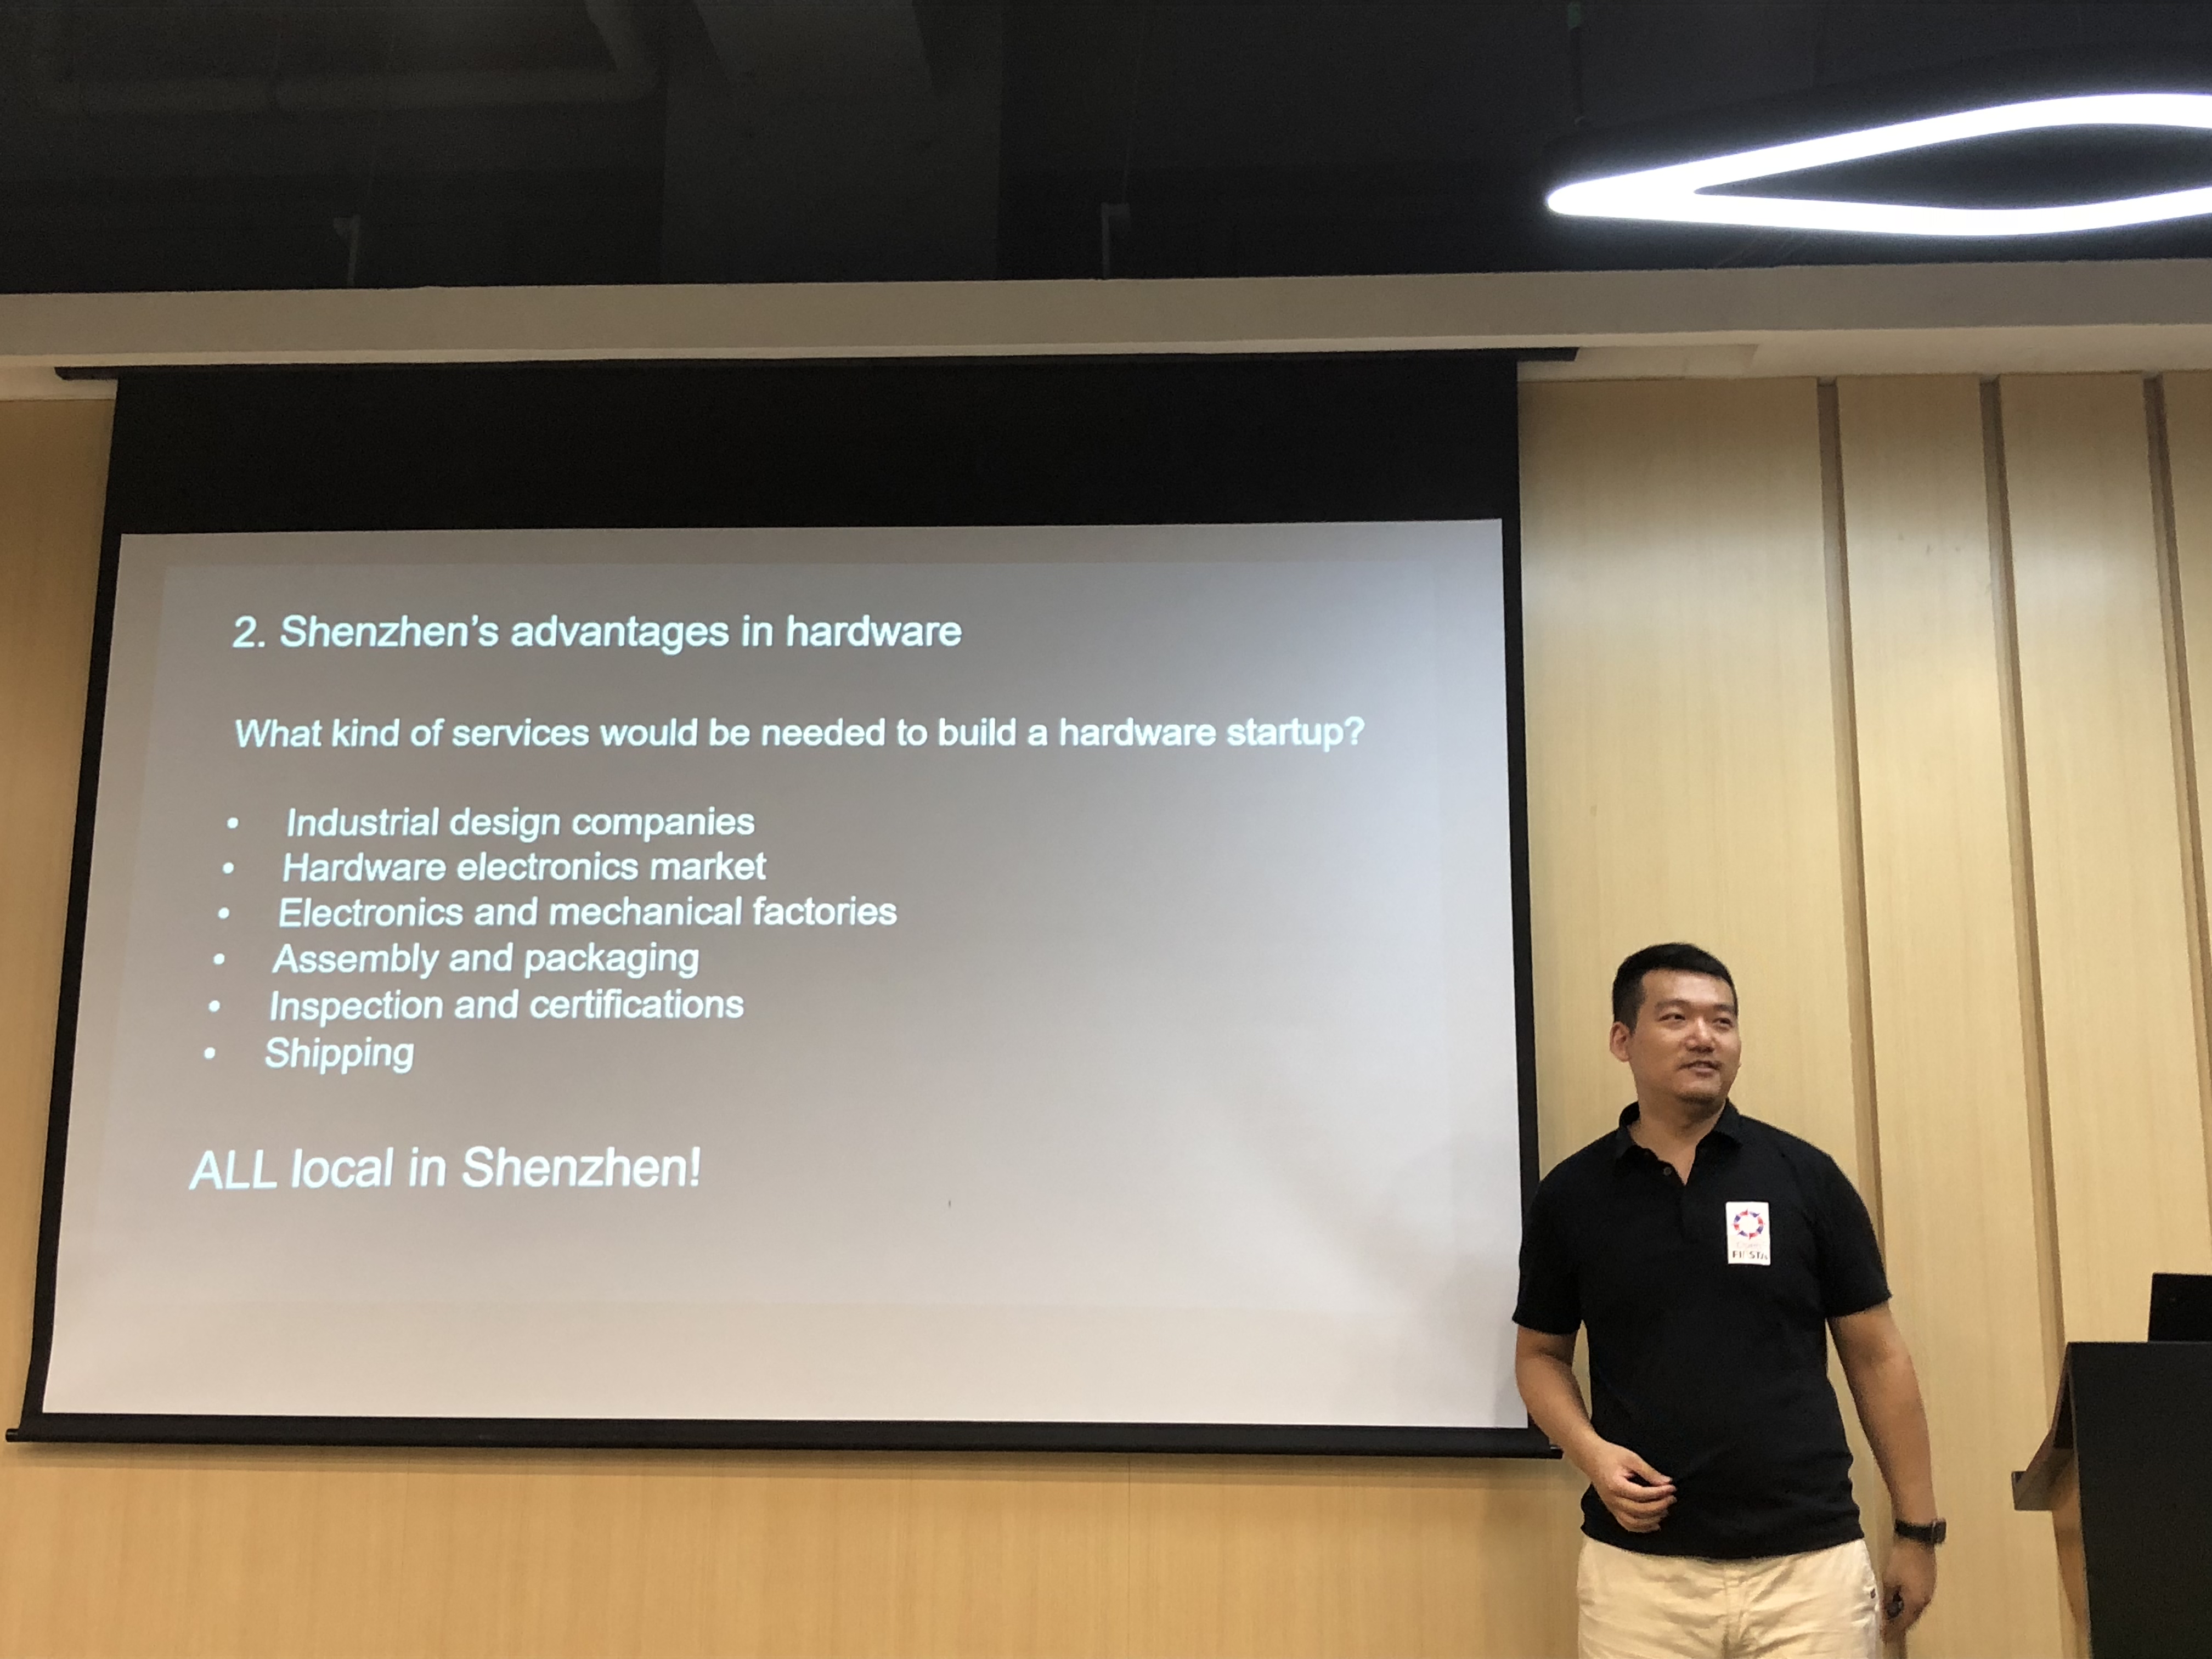 2. Shenzhen's advantages in hardware
What kind of services would be needed to build a hardware startup?
• Industrial design companies
• Hardware electronics market
• Electronics and mechanical factories
• Assembly and packaging
• Inspection and certifications
• Shipping
ALL local in Shenzhen!